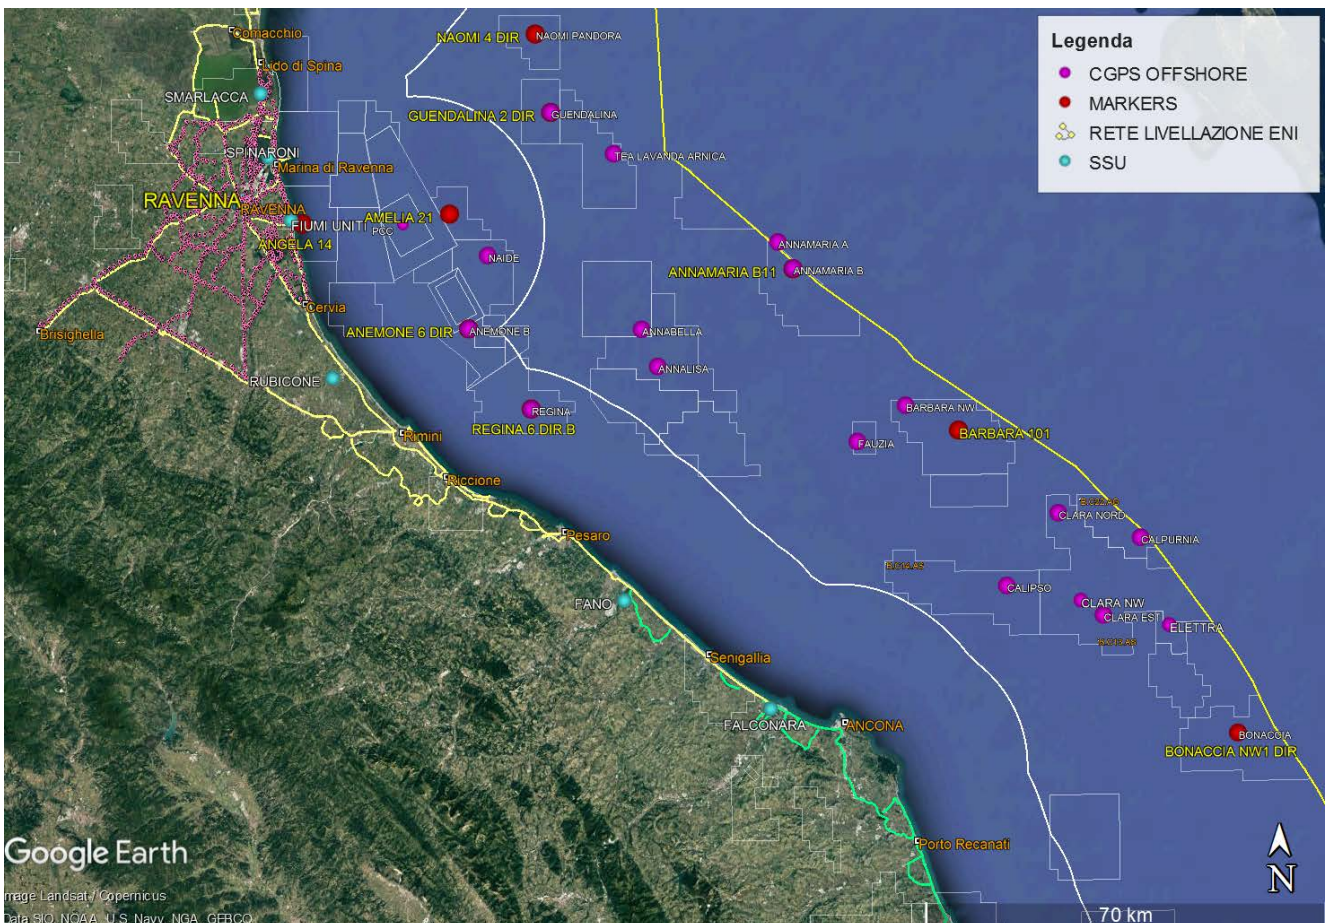 Comacchio
Lido di Spina
SMARLACCA
SPINARONI
Marina di Ravenna
RAVENNA
RAVENNA
FIUMI UNITI
ANGELA 14
Cervia
Brisighella
RUBICONE
Rimini
Riccione
Pesaro
FANO
Senigallia
FALCONARA
ANCONA
Porto Recanati
NAOMI 4 DIR
NAOMI PANDORA
GUENDALINA 2 DIR
GUENDALINA
TEA LAVANDA ARNICA
AMELIA 21
PCC
NAIDE
ANNAMARIA A
ANNAMARIA B11
ANNAMARIA B
ANEMONE 6 DIR
ANEMONE B
ANNABELLA
ANNALISA
REGINA
REGINA 6 DIR B
BARBARA NW
BARBARA 101
FAUZIA
CLARA NORD
CALPURNIA
CALIPSO
CLARA NW
CLARA EST
ELETTRA
BONACCIA
BONACCIA NW1 DIR
Legenda
CGPS OFFSHORE
MARKERS
RETE LIVELLAZIONE ENI
SSU
N
70 km
Google Earth
mage Landsat / Copernicus
Data SIO, NOAA, U.S. Navy, NGA, GEBCO